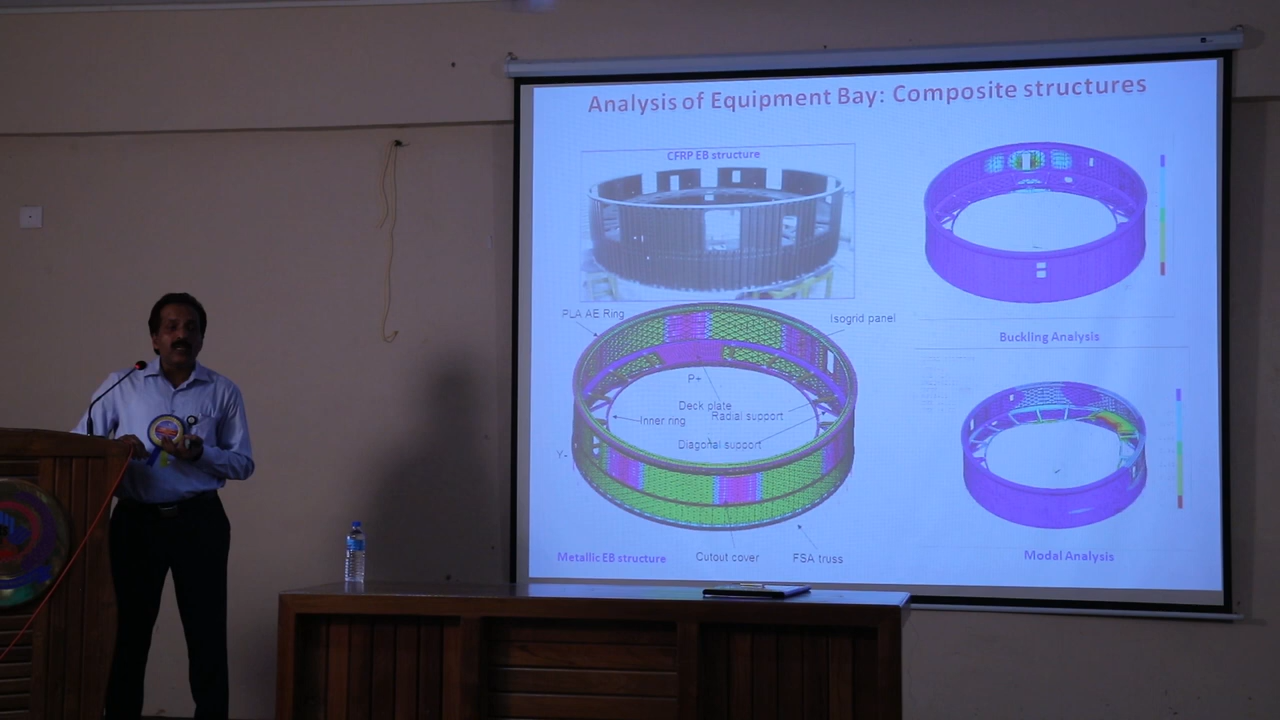 Analysis of Equipment Bay: Composite structures
CFRP EB structure
PLA AE Ring
Isogrid panel
Buckling Analysis
P+
Deck plate
Radial support
Inner ring
Diagonal support
Y-
Metallic EB structure
Cutout cover
FSA truss
Modal Analysis